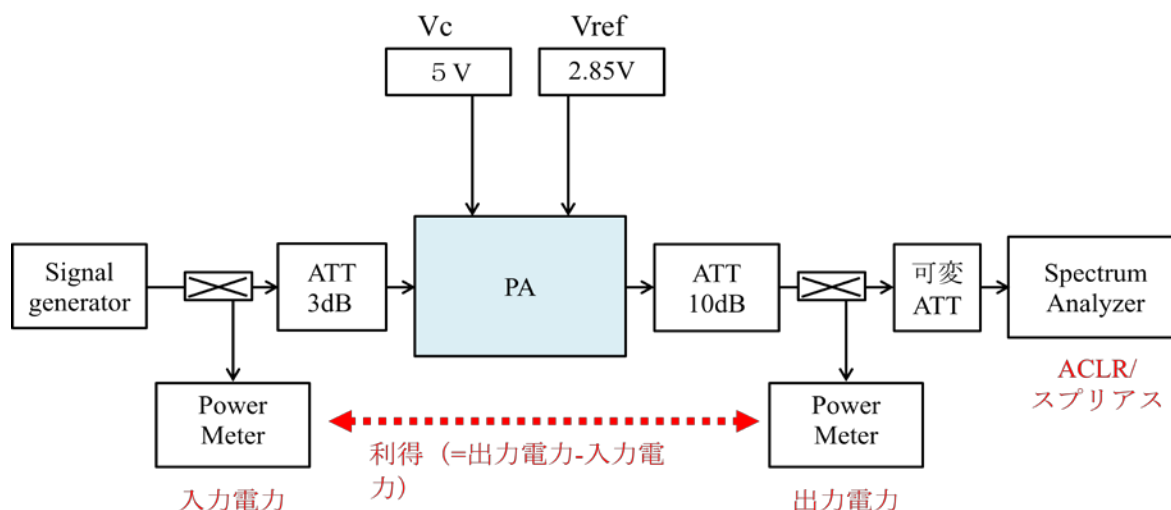 Vc
Vref
５V
2.85V
Signal
generator
ATT
3dB
PA
ATT
10dB
可変
ATT
Spectrum
Analyzer
ACLR/
スプリアス
Power
Meter
Power
Meter
利得（=出力電力-入力電
力）
入力電力
出力電力